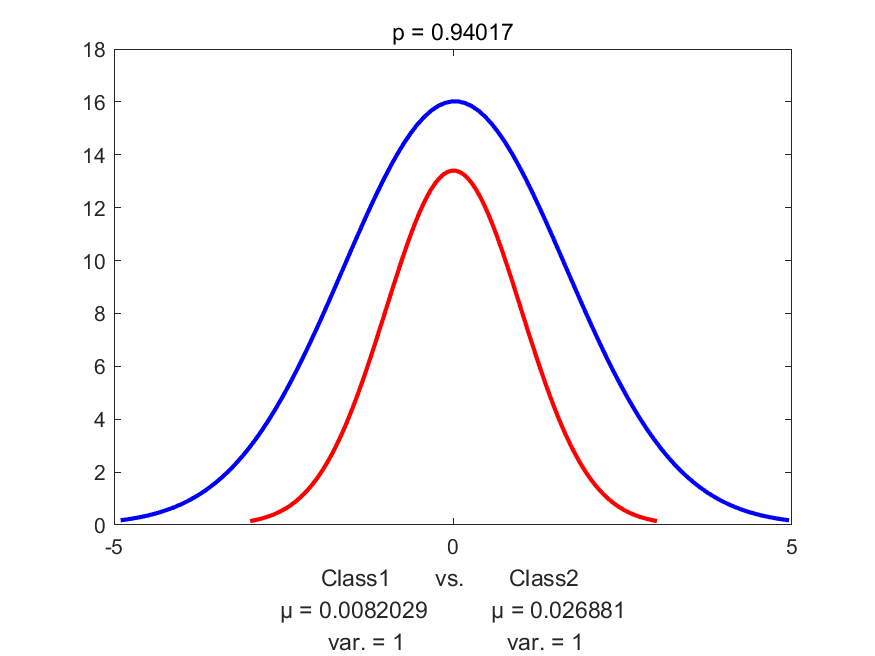 p = 0.94017
18
16
14
12
10
8
6
4
2
0
-5 0 5
Class1 vs. Class2
μ = 0.0082029 μ = 0.026881
var. = 1 var. = 1